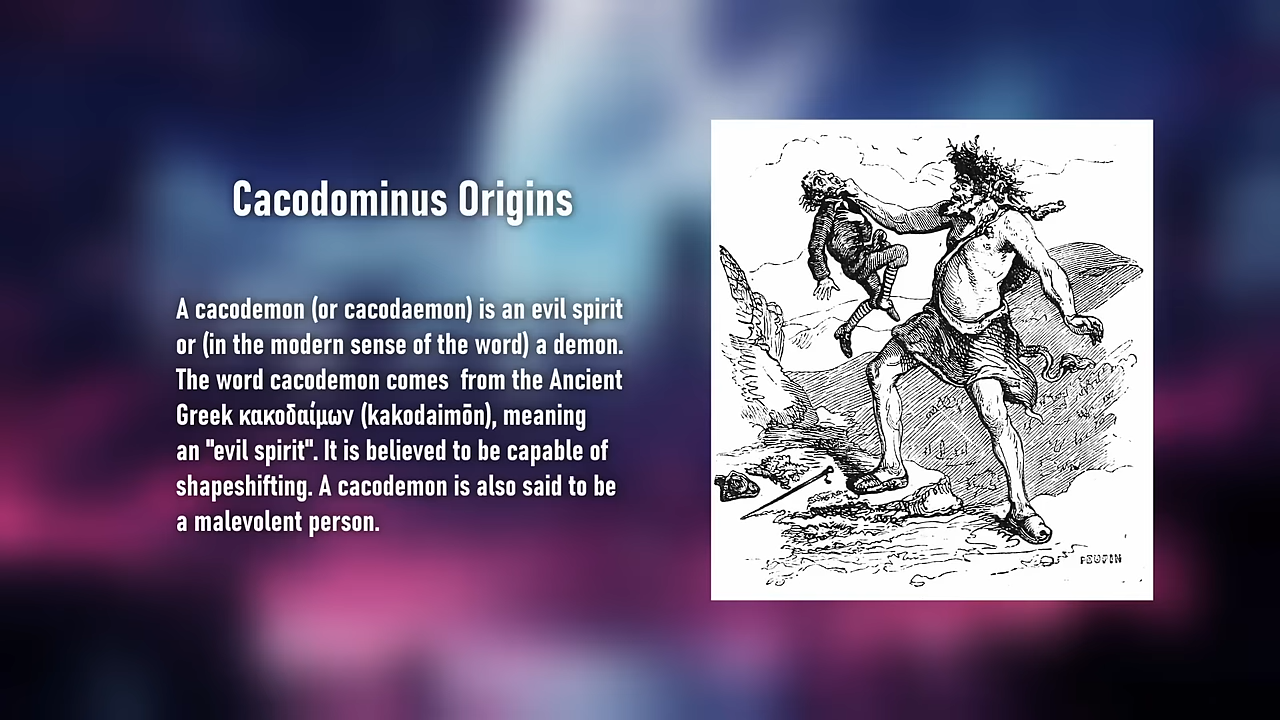 Cacodominus Origins
A cacodemon (or cacodaemon) is an evil spirit
or (in the modern sense of the word) a demon.
The word cacodemon comes  from the Ancient
Greek κακοδαίμων (kakodaimōn), meaning
an "evil spirit". It is believed to be capable of
shapeshifting. A cacodemon is also said to be
a malevolent person.